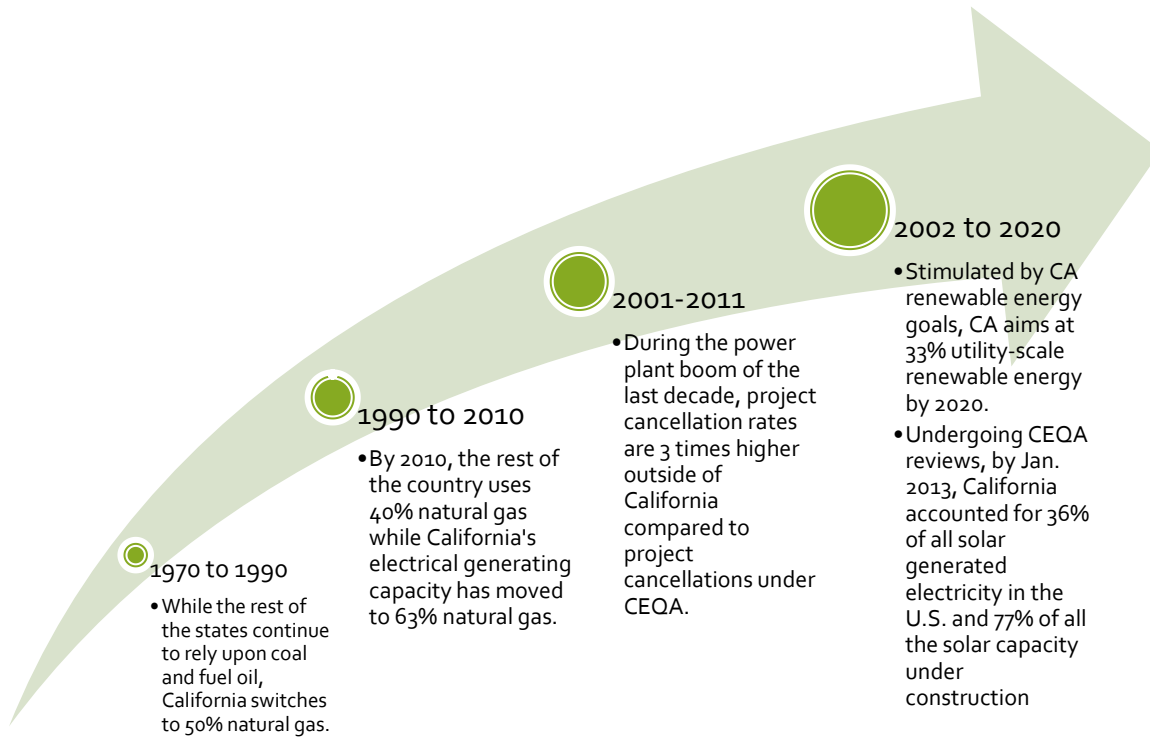 1970 to 1990
•While the rest of
the states continue
to rely upon coal
and fuel oil,
California switches
to 50% natural gas.
1990 to 2010
•By 2010, the rest of
the country uses
40% natural gas
while California's
electrical generating
capacity has moved
to 63% natural gas.
2001-2011
•During the power
plant boom of the
last decade, project
cancellation rates
are 3 times higher
outside of
California
compared to
project
cancellations under
CEQA.
2002 to 2020
•Stimulated by CA
renewable energy
goals, CA aims at
33% utility-scale
renewable energy
by 2020.
•Undergoing CEQA
reviews, by Jan.
2013, California
accounted for 36%
of all solar
generated
electricity in the
U.S. and 77% of all
the solar capacity
under
construction